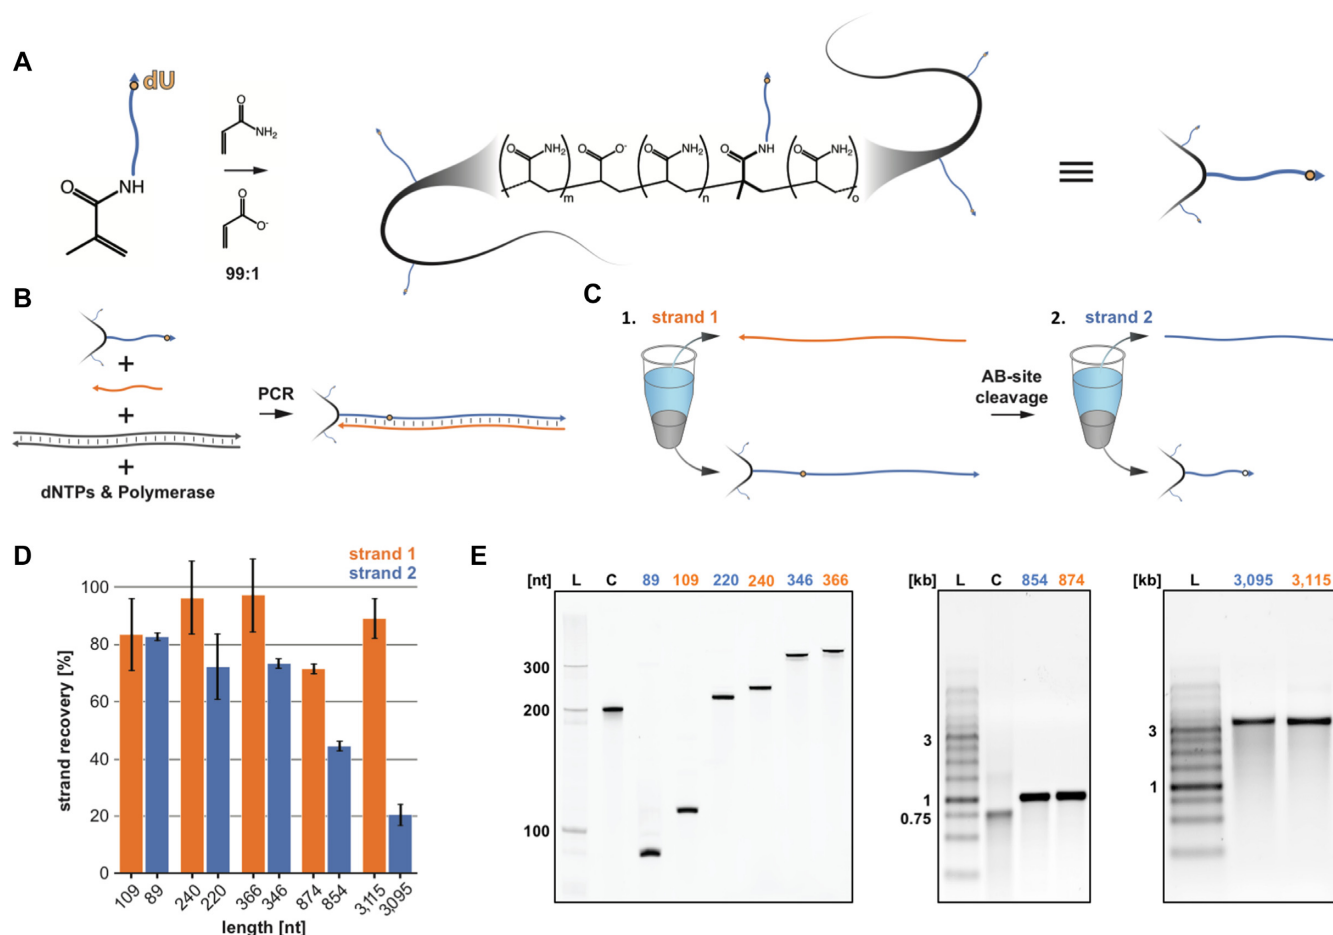 A
dU
O
NH
O
NH₂
O
O⁻
99:1
O NH₂
m
O O⁻
O NH₂
n
O NH
O NH₂
o
B
+
+
+
dNTPs & Polymerase
PCR
C
1. strand 1
AB-site
cleavage
2. strand 2
D
strand 1
strand 2
strand recovery [%]
100
80
60
40
20
0
109 89 240 220 366 346 874 854 3,115 3,095
length [nt]
E
[nt] L C 89 109 220 240 346 366
300
200
100
[kb] L C 854 874
3
1
0.75
[kb] L 3,095 3,115
3
1